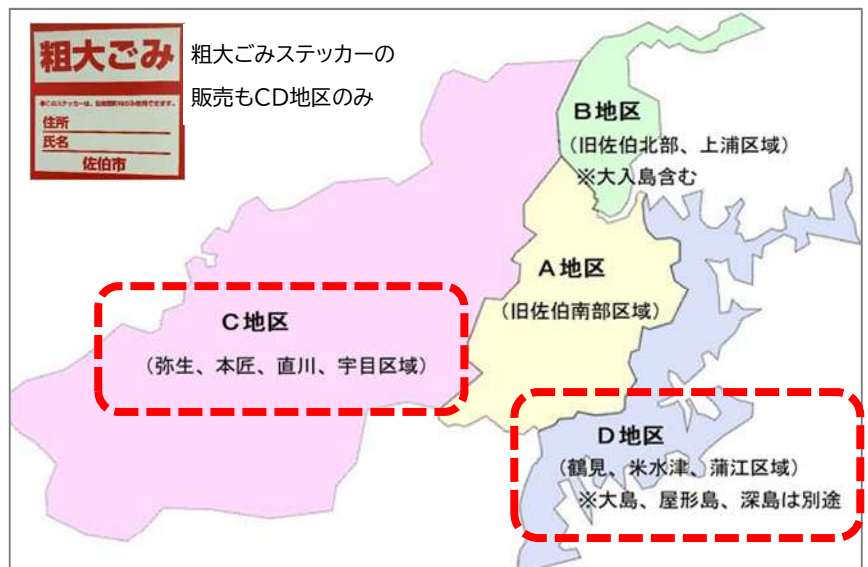 粗大ごみ
住所
氏名
佐伯市
粗大ごみステッカーの
販売もCD地区のみ
B地区
(旧佐伯北部、上浦区域)
※大入島含む
A地区
(旧佐伯南部区域)
C地区
(弥生、本匠、直川、宇目区域)
D地区
(鶴見、米水津、蒲江区域)
※大島、屋形島、深島は別途